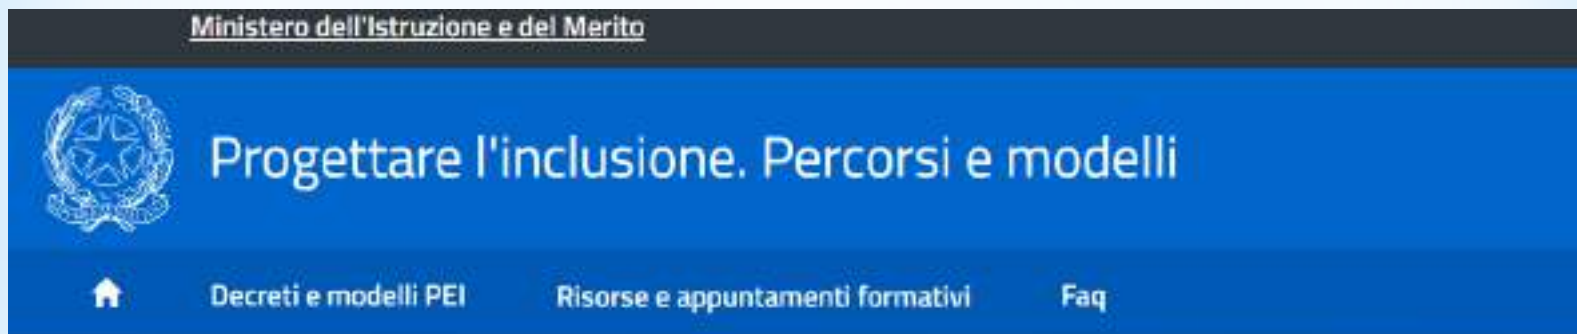 Ministero dell'Istruzione e del Merito
Progettare l'inclusione. Percorsi e modelli
Decreti e modelli PEI Risorse e appuntamenti formativi Faq